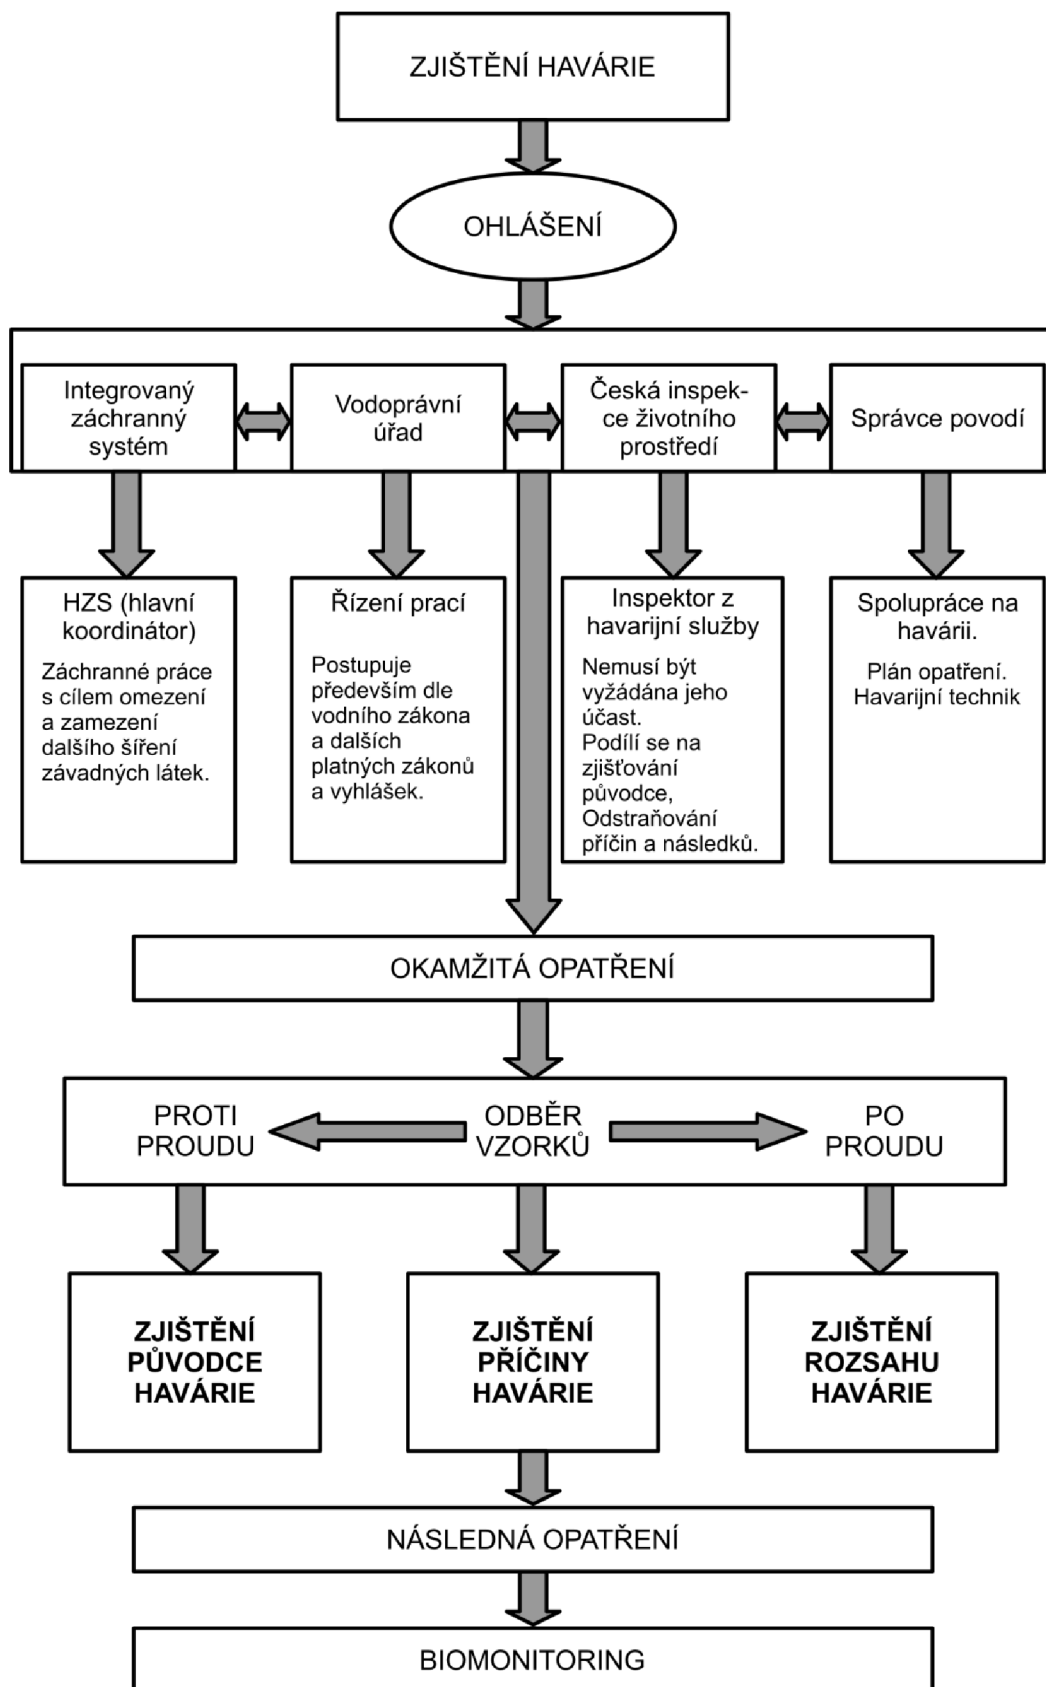 ZJIŠTĚNÍ HAVÁRIE
OHLÁŠENÍ
Integrovaný
záchranný
systém
Vodoprávní
úřad
Česká inspek-
ce životního
prostředí
Správce povodí
HZS (hlavní
koordinátor)
Záchranné práce
s cílem omezení
a zamezení
dalšího šíření
závadných látek.
Řízení prací
Postupuje
především dle
vodního zákona
a dalších
platných zákonů
a vyhlášek.
Inspektor z
havarijní služby
Nemusí být
vyžádána jeho
účast.
Podílí se na
zjišťování
původce,
Odstraňování
příčin a následků.
Spolupráce na
havárii.
Plán opatření.
Havarijní technik
OKAMŽITÁ OPATŘENÍ
PROTI
PROUDU
ODBĚR
VZORKŮ
PO
PROUDU
ZJIŠTĚNÍ
PŮVODCE
HAVÁRIE
ZJIŠTĚNÍ
PŘÍČINY
HAVÁRIE
ZJIŠTĚNÍ
ROZSAHU
HAVÁRIE
NÁSLEDNÁ OPATŘENÍ
BIOMONITORING